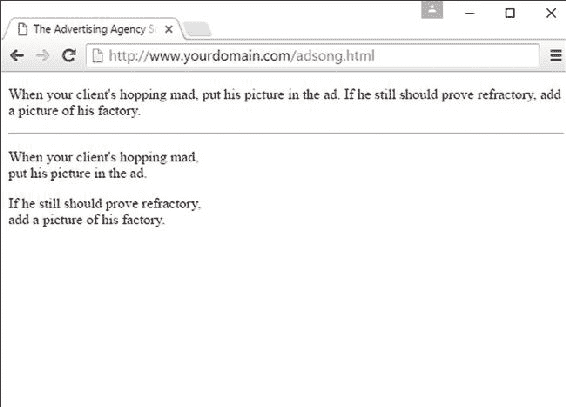 The Advertising Agency S
http://www.yourdomain.com/adsong.html
When your client's hopping mad, put his picture in the ad. If he still should prove refractory, add
a picture of his factory.
When your client's hopping mad,
put his picture in the ad.
If he still should prove refractory,
add a picture of his factory.